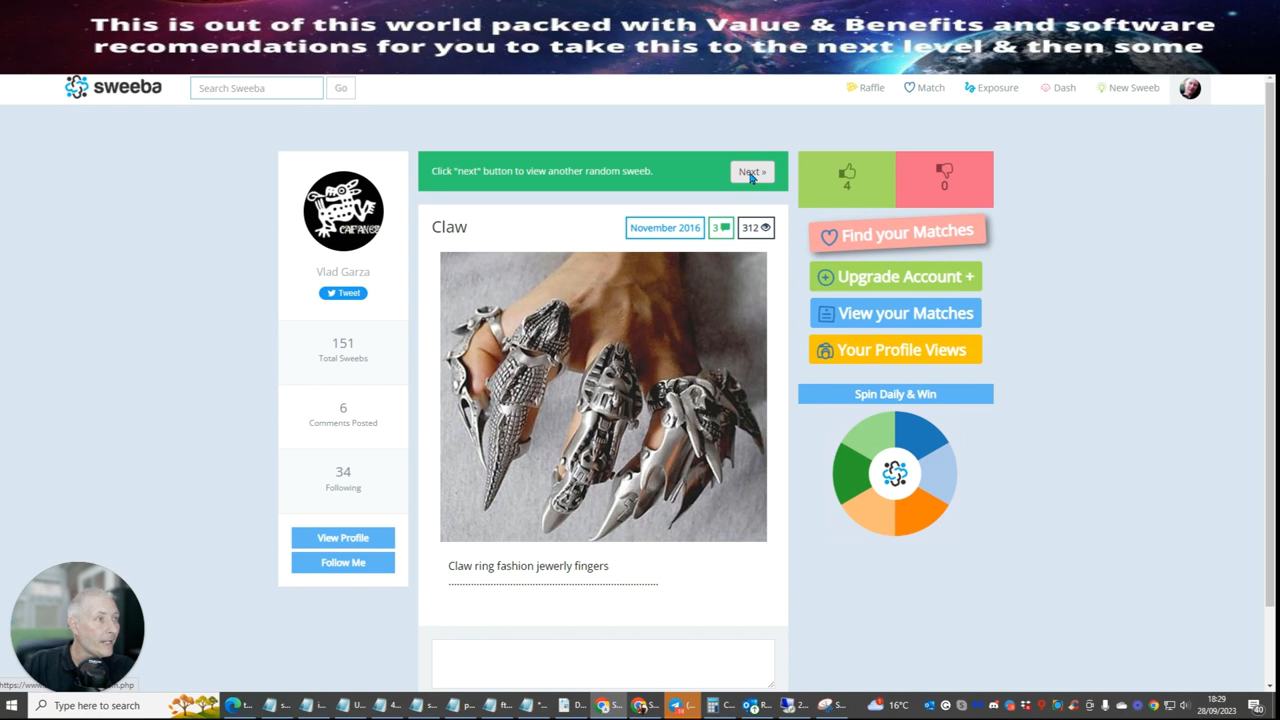 This is out of this world packed with Value & Benefits and software
recomendations for you to take this to the next level & then some
sweeba
Search Sweeba
Go
Raffle
Match
Exposure
Dash
New Sweeb
Click "next" button to view another random sweeb.
Next »
4
0
Claw
November 2016
3
312
Find your Matches
Upgrade Account +
View your Matches
Your Profile Views
Spin Daily & Win
Vlad Garza
Tweet
151
Total Sweebs
6
Comments Posted
34
Following
View Profile
Follow Me
Claw ring fashion jewerly fingers
Type here to search
16°C
18:29
28/09/2023
40